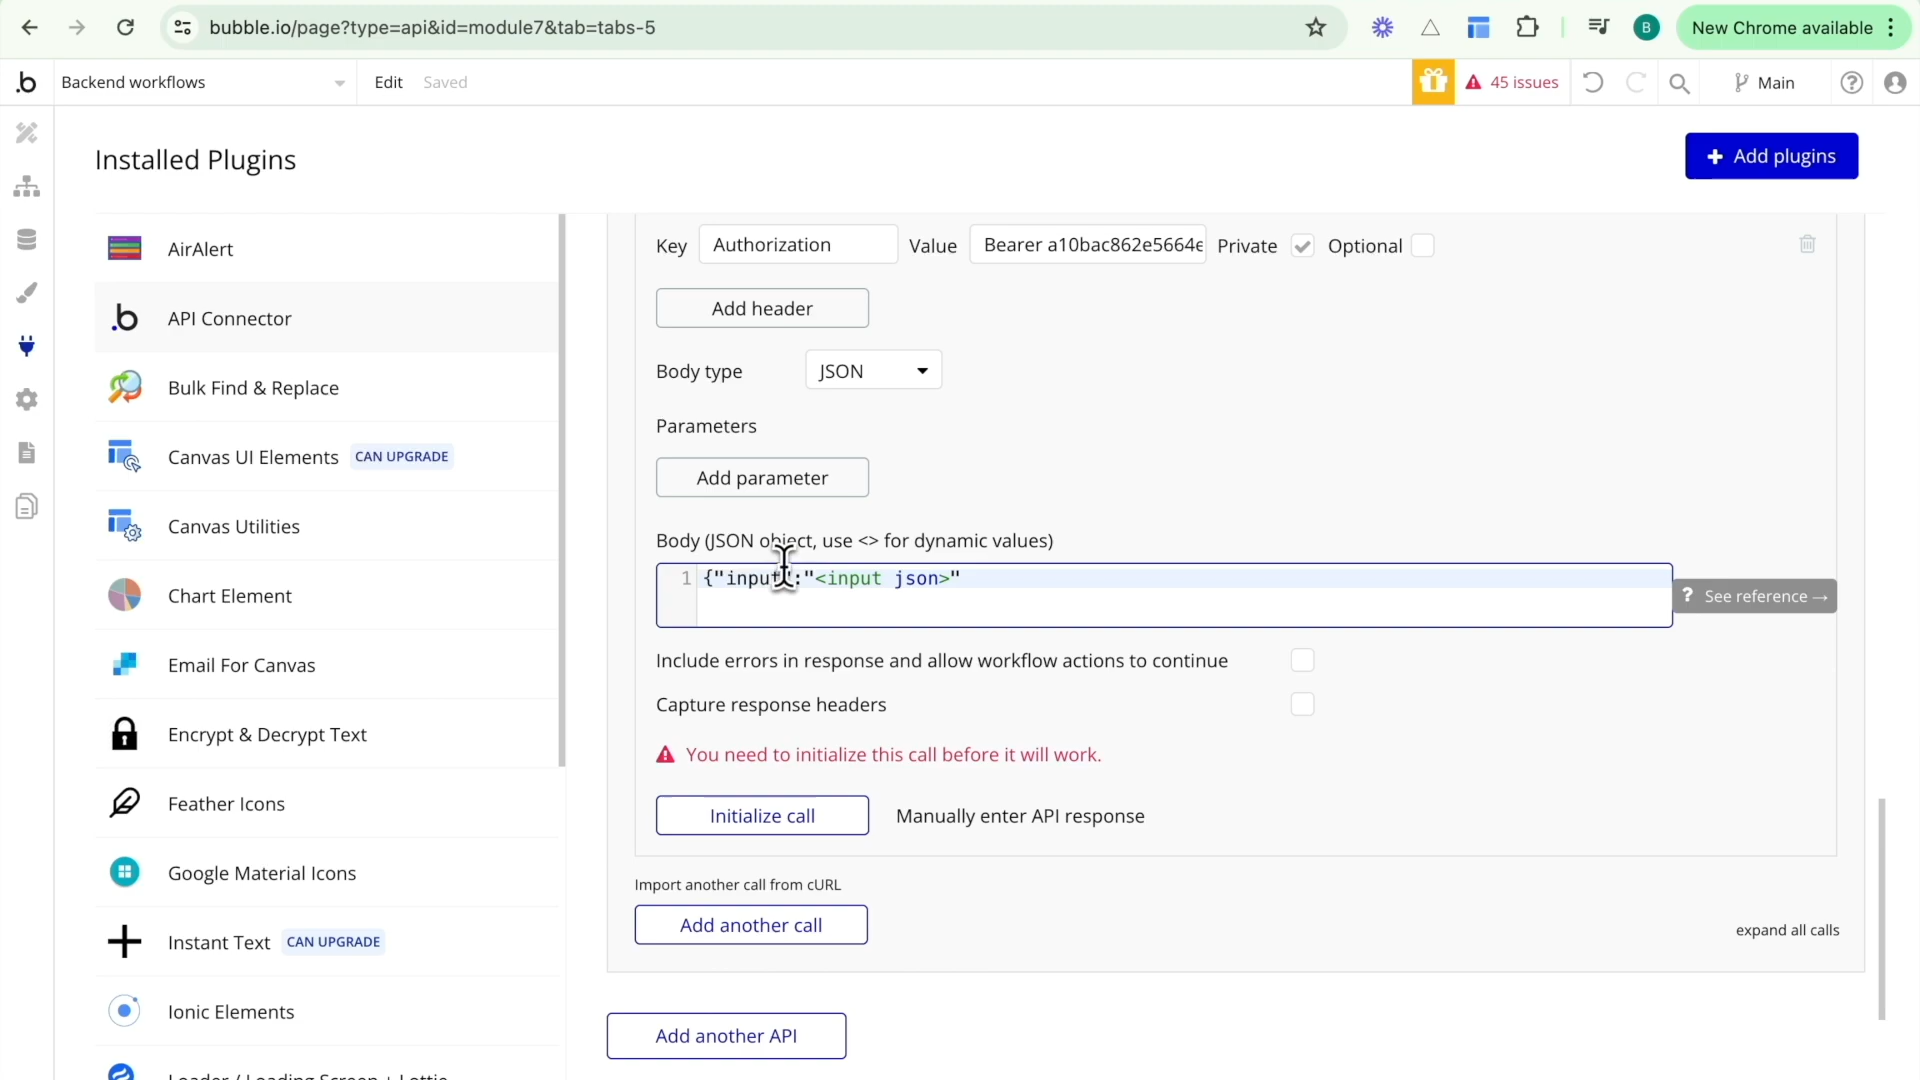 bubble.io/page?type=api&id=module7&tab=tabs-5
B
New Chrome available
b
Backend workflows
Edit
Saved
45 issues
Main
Installed Plugins
+ Add plugins
AirAlert
.b API Connector
Bulk Find & Replace
Canvas UI Elements CAN UPGRADE
Canvas Utilities
Chart Element
Email For Canvas
Encrypt & Decrypt Text
Feather Icons
Google Material Icons
Instant Text CAN UPGRADE
Ionic Elements
Key Authorization Value Bearer a10bac862e5664e Private Optional
Add header
Body type JSON
Parameters
Add parameter
Body (JSON object, use <> for dynamic values)
1 {"input":"<input json>"
? See reference →
Include errors in response and allow workflow actions to continue
Capture response headers
You need to initialize this call before it will work.
Initialize call Manually enter API response
Import another call from cURL
Add another call
expand all calls
Add another API